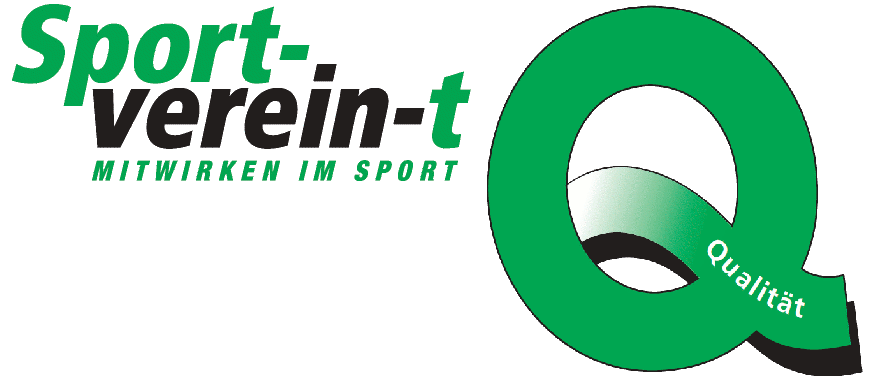 Sport-
verein-t
MITWIRKEN IM SPORT
Q
Qualität